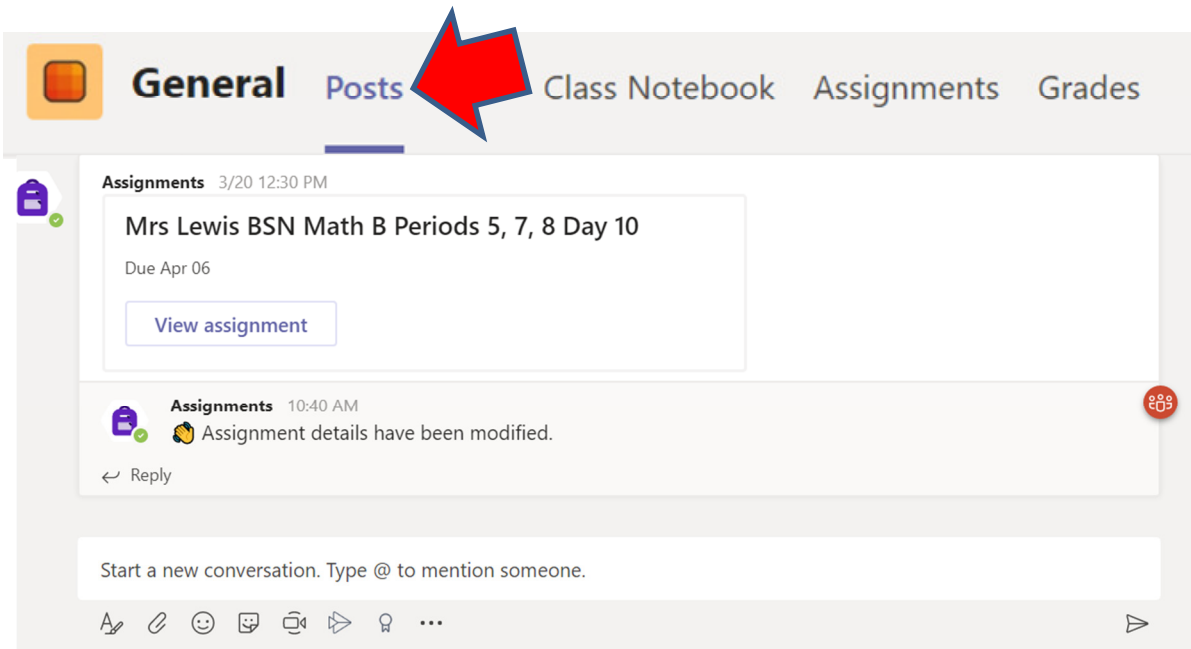 General Posts Class Notebook Assignments Grades
Assignments 3/20 12:30 PM
Mrs Lewis BSN Math B Periods 5, 7, 8 Day 10
Due Apr 06
View assignment
Assignments 10:40 AM
👋 Assignment details have been modified.
Reply
Start a new conversation. Type @ to mention someone.